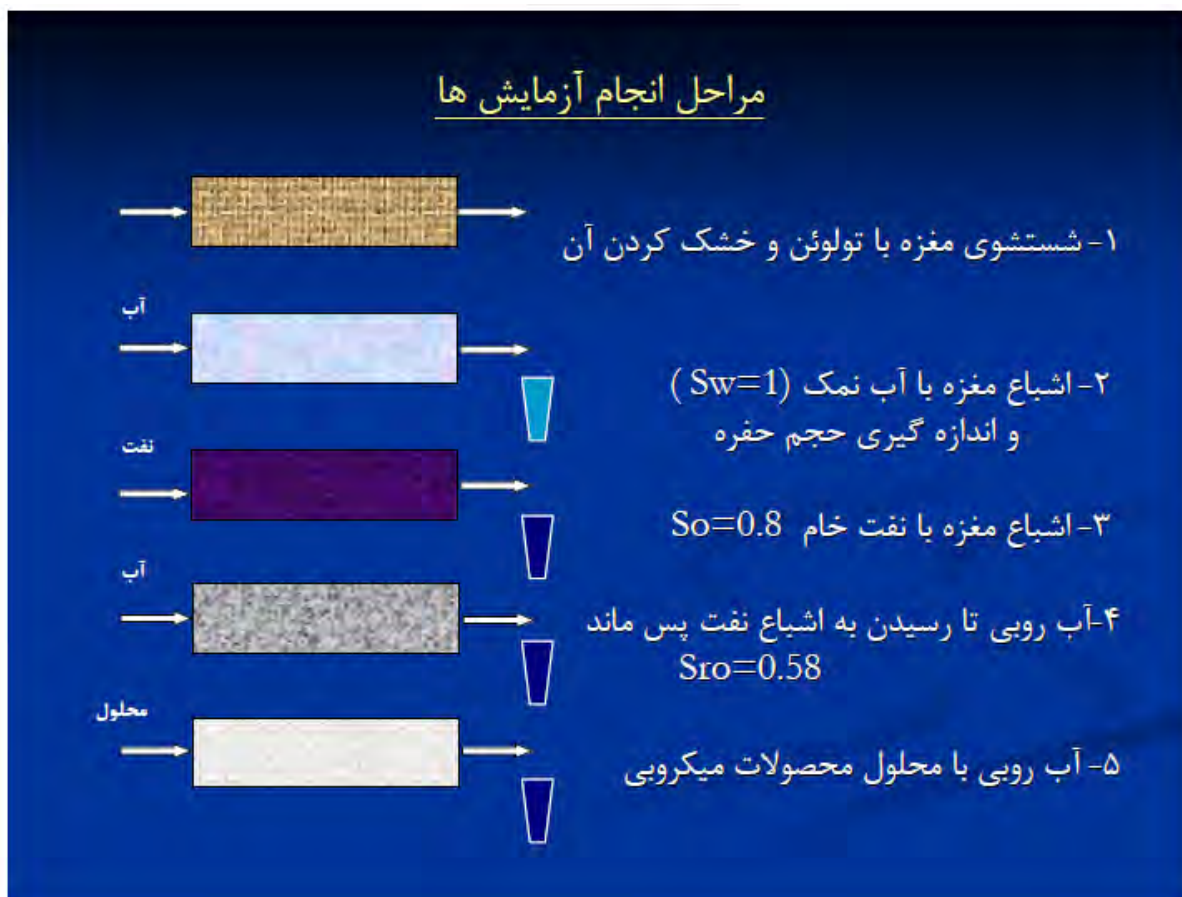 مراحل انجام آزمایش ها
۱- شستشوی مغزه با تولوئن و خشک کردن آن
آب
۲- اشباع مغزه با آب نمک (Sw=1 )
و اندازه گیری حجم حفره
نفت
۳- اشباع مغزه با نفت خام So=0.8
آب
۴-آب روبی تا رسیدن به اشباع نفت پس ماند
Sro=0.58
محلول
۵- آب روبی با محلول محصولات میکروبی